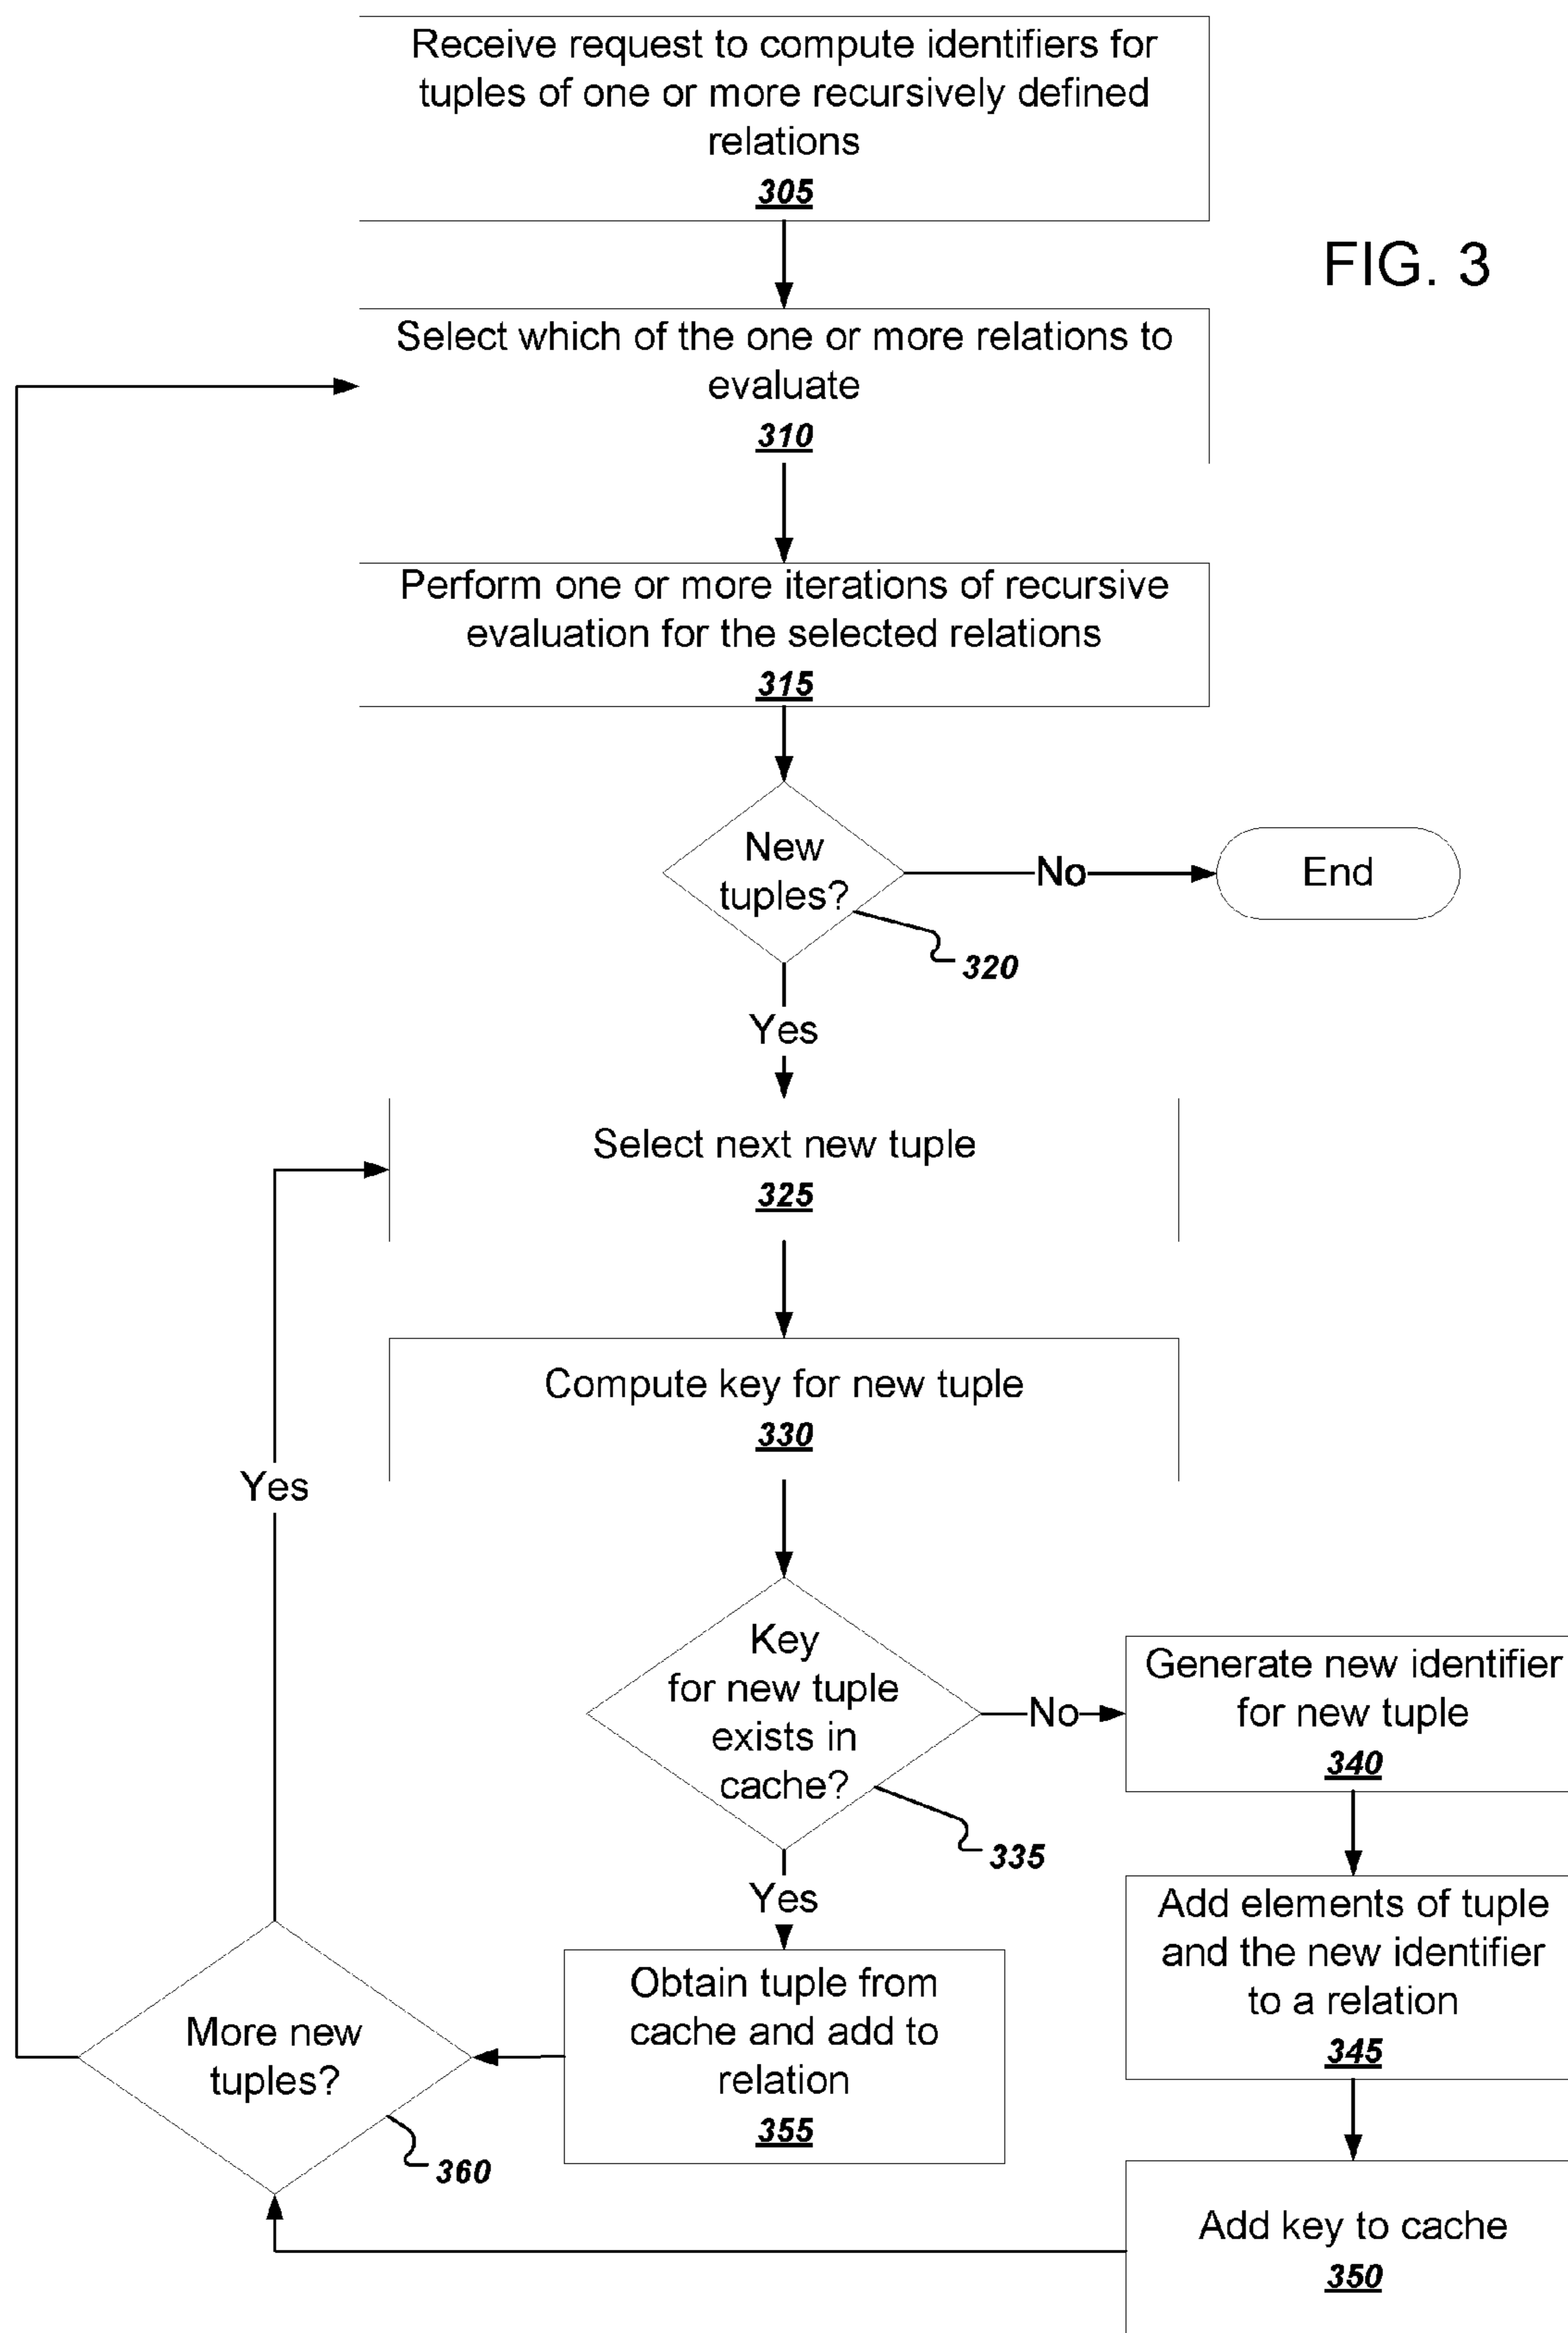 Receive request to compute identifiers for
tuples of one or more recursively defined
relations
305
FIG. 3
Select which of the one or more relations to
evaluate
310
Perform one or more iterations of recursive
evaluation for the selected relations
315
New
tuples?
No
End
320
Yes
Select next new tuple
325
Compute key for new tuple
330
Yes
Key
for new tuple
exists in
cache?
No
335
Generate new identifier
for new tuple
340
Yes
Add elements of tuple
and the new identifier
to a relation
345
Obtain tuple from
cache and add to
relation
355
More new
tuples?
360
Add key to cache
350